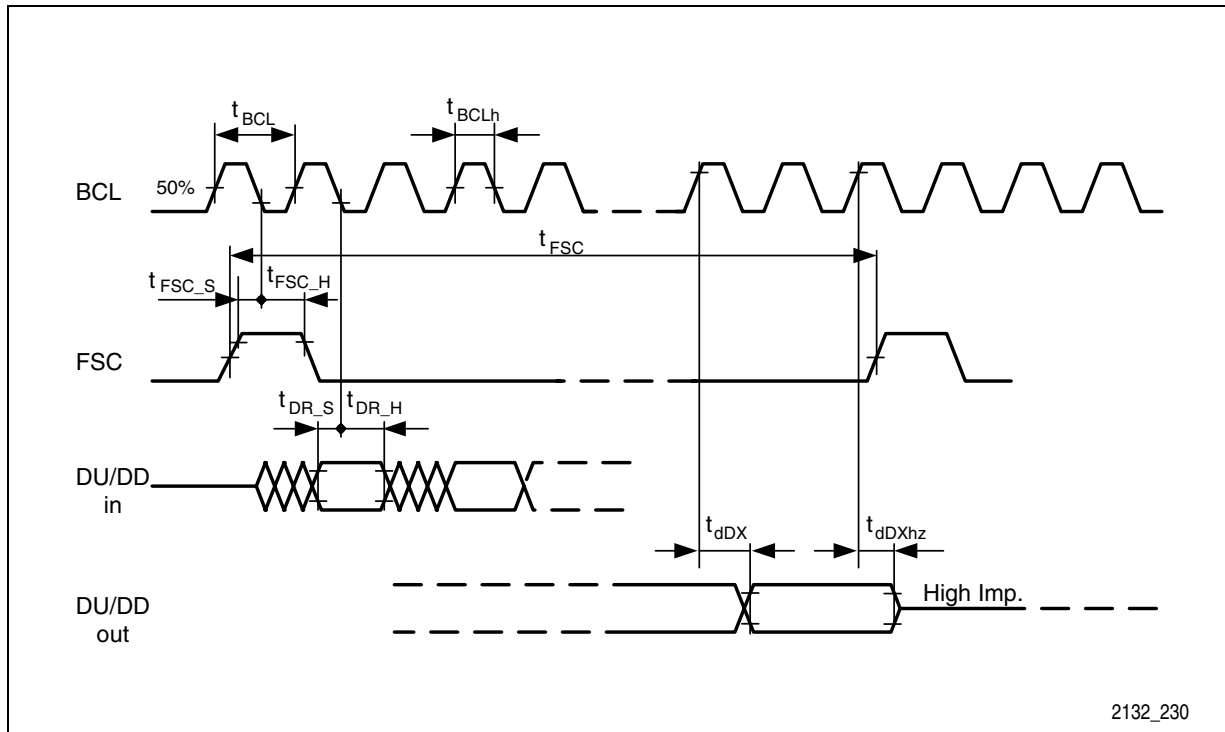 t BCL
t BCLh
BCL
50%
t FSC
t FSC_S
t FSC_H
FSC
t DR_S
t DR_H
DU/DD
in
t dDX
t dDXhz
DU/DD
out
High Imp.
2132_230